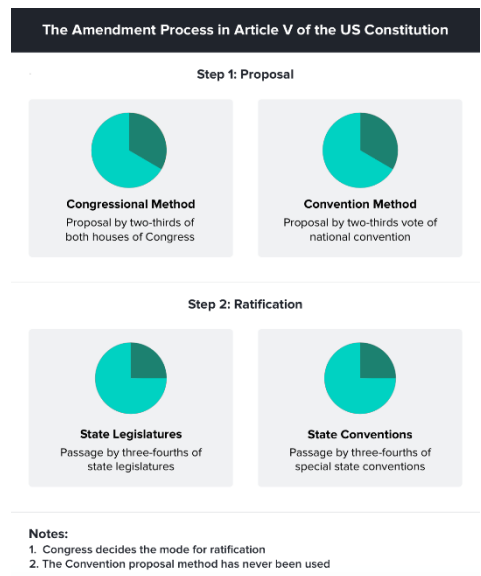 The Amendment Process in Article V of the US Constitution
Step 1: Proposal
Congressional Method
Proposal by two-thirds of
both houses of Congress
Convention Method
Proposal by two-thirds vote of
national convention
Step 2: Ratification
State Legislatures
Passage by three-fourths of
state legislatures
State Conventions
Passage by three-fourths of
special state conventions
Notes:
1. Congress decides the mode for ratification
2. The Convention proposal method has never been used